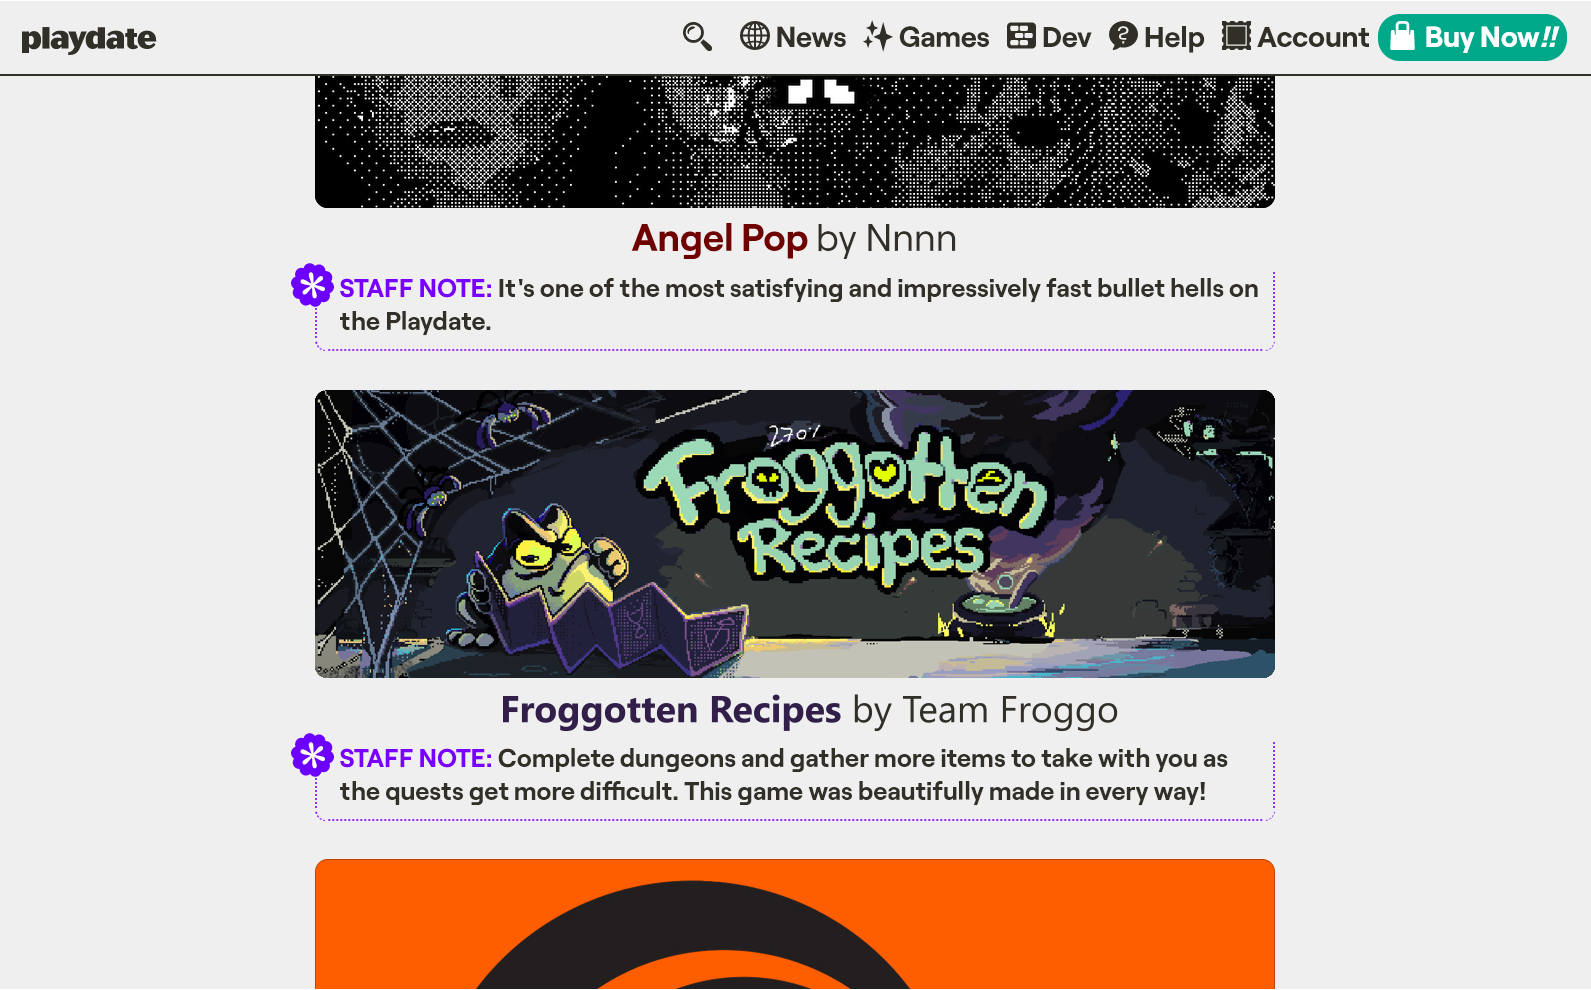 playdate
News
Games
Dev
Help
Account
Buy Now!!
Angel Pop by Nnnn
STAFF NOTE: It's one of the most satisfying and impressively fast bullet hells on
the Playdate.
270%
Froggotten
Recipes
Froggotten Recipes by Team Froggo
STAFF NOTE: Complete dungeons and gather more items to take with you as
the quests get more difficult. This game was beautifully made in every way!